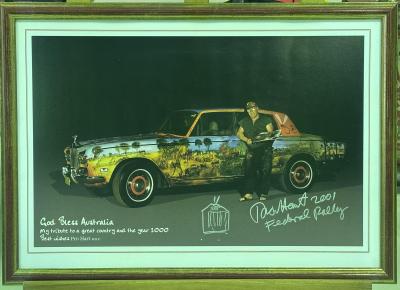 God Bless Australia
My tribute to a great country and the year 2000
Best wishes Pro Hart MBE
Pro Hart 2001
Federal Rally